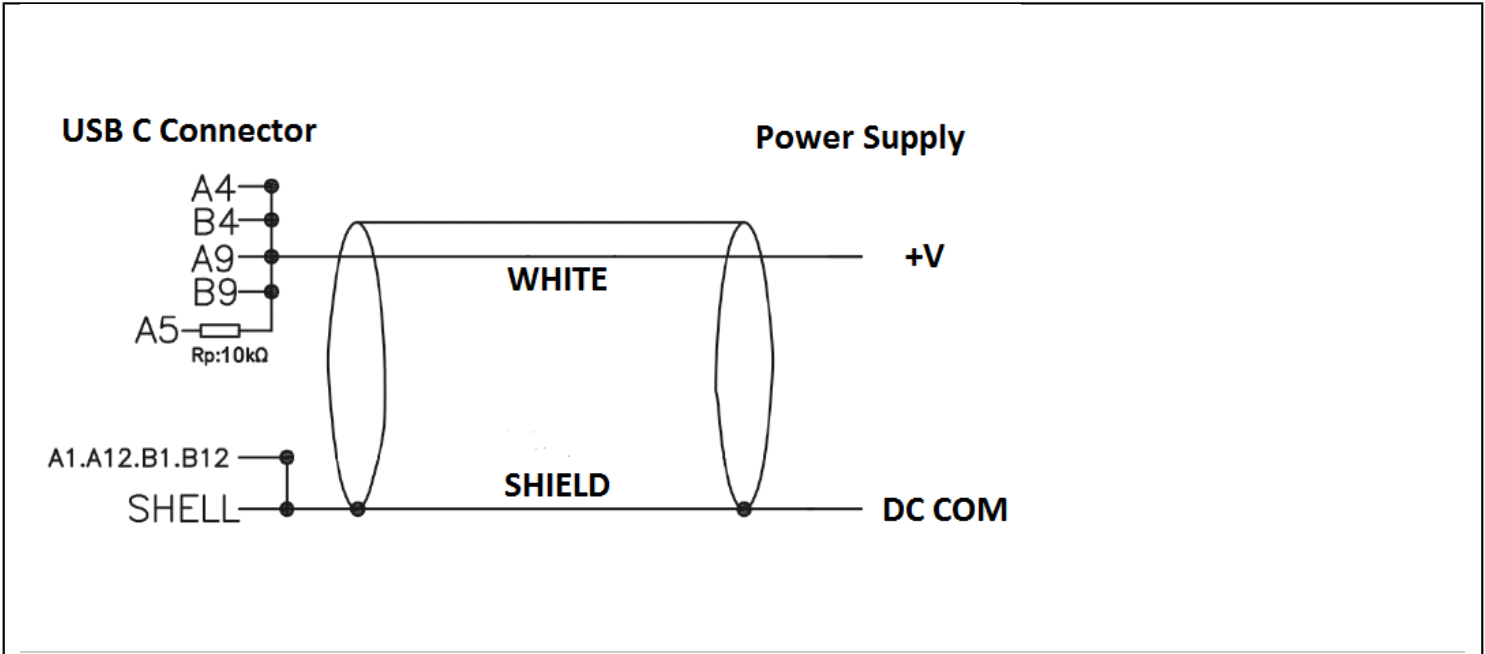 USB C Connector
Power Supply
A4
B4
A9
+V
WHITE
B9
A5
Rp:10kΩ
A1.A12.B1.B12
SHIELD
SHELL
DC COM